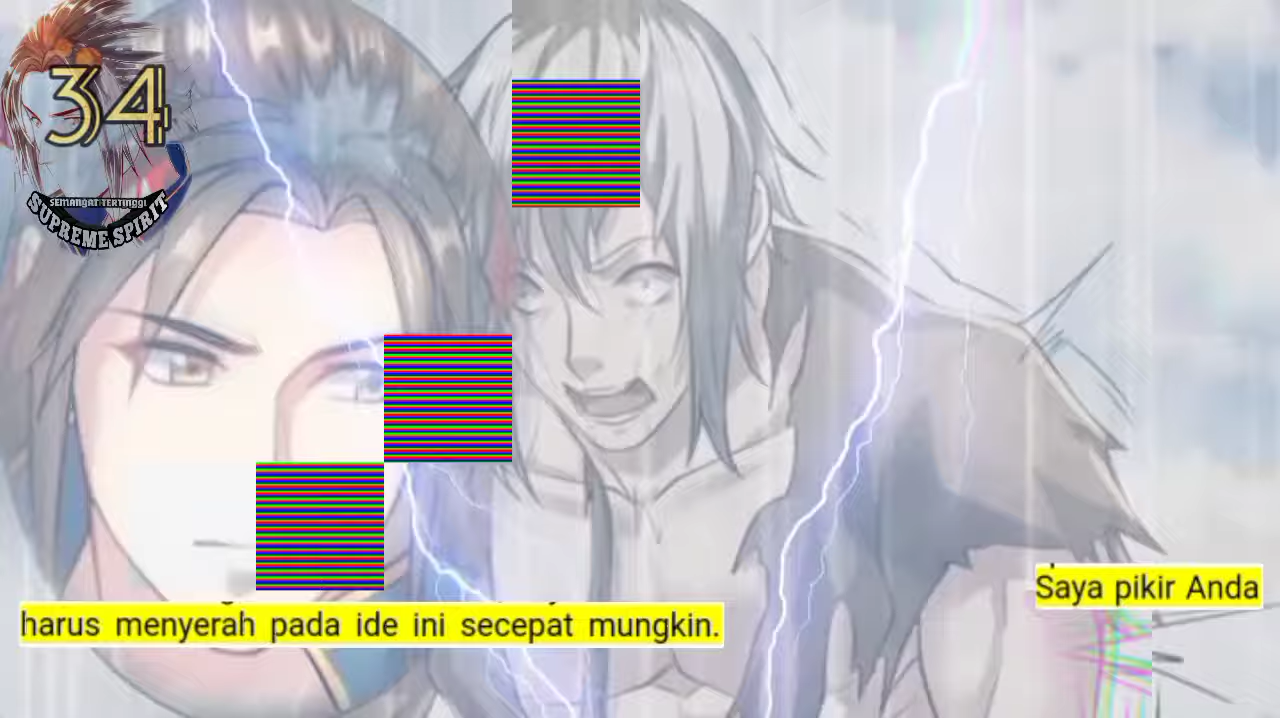 34
SEMANGAT TERTINGGI
SUPREME SPIRIT
Saya pikir Anda
harus menyerah pada ide ini secepat mungkin.